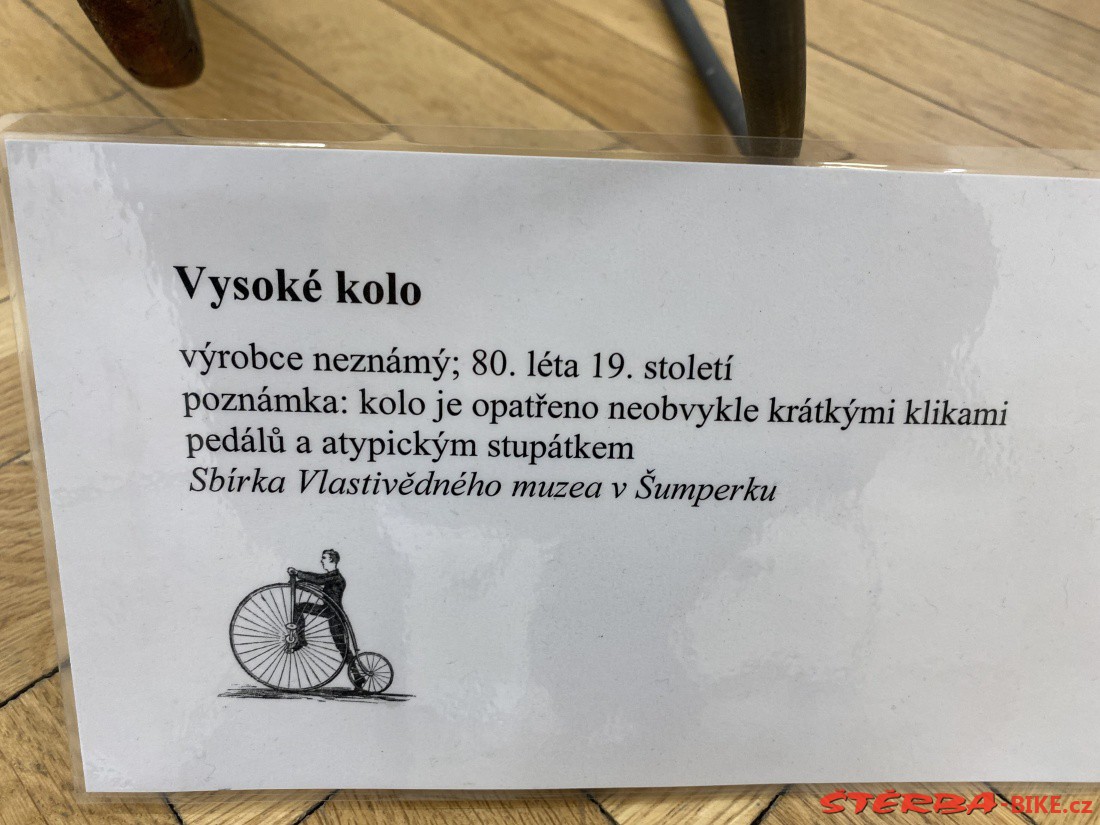 Vysoké kolo
výrobce neznámý; 80. léta 19. století
poznámka: kolo je opatřeno neobvykle krátkými klikami
pedálů a atypickým stupátkem
Sbírka Vlastivědného muzea v Šumperku
ŠTĚRBA-BIKE.cz